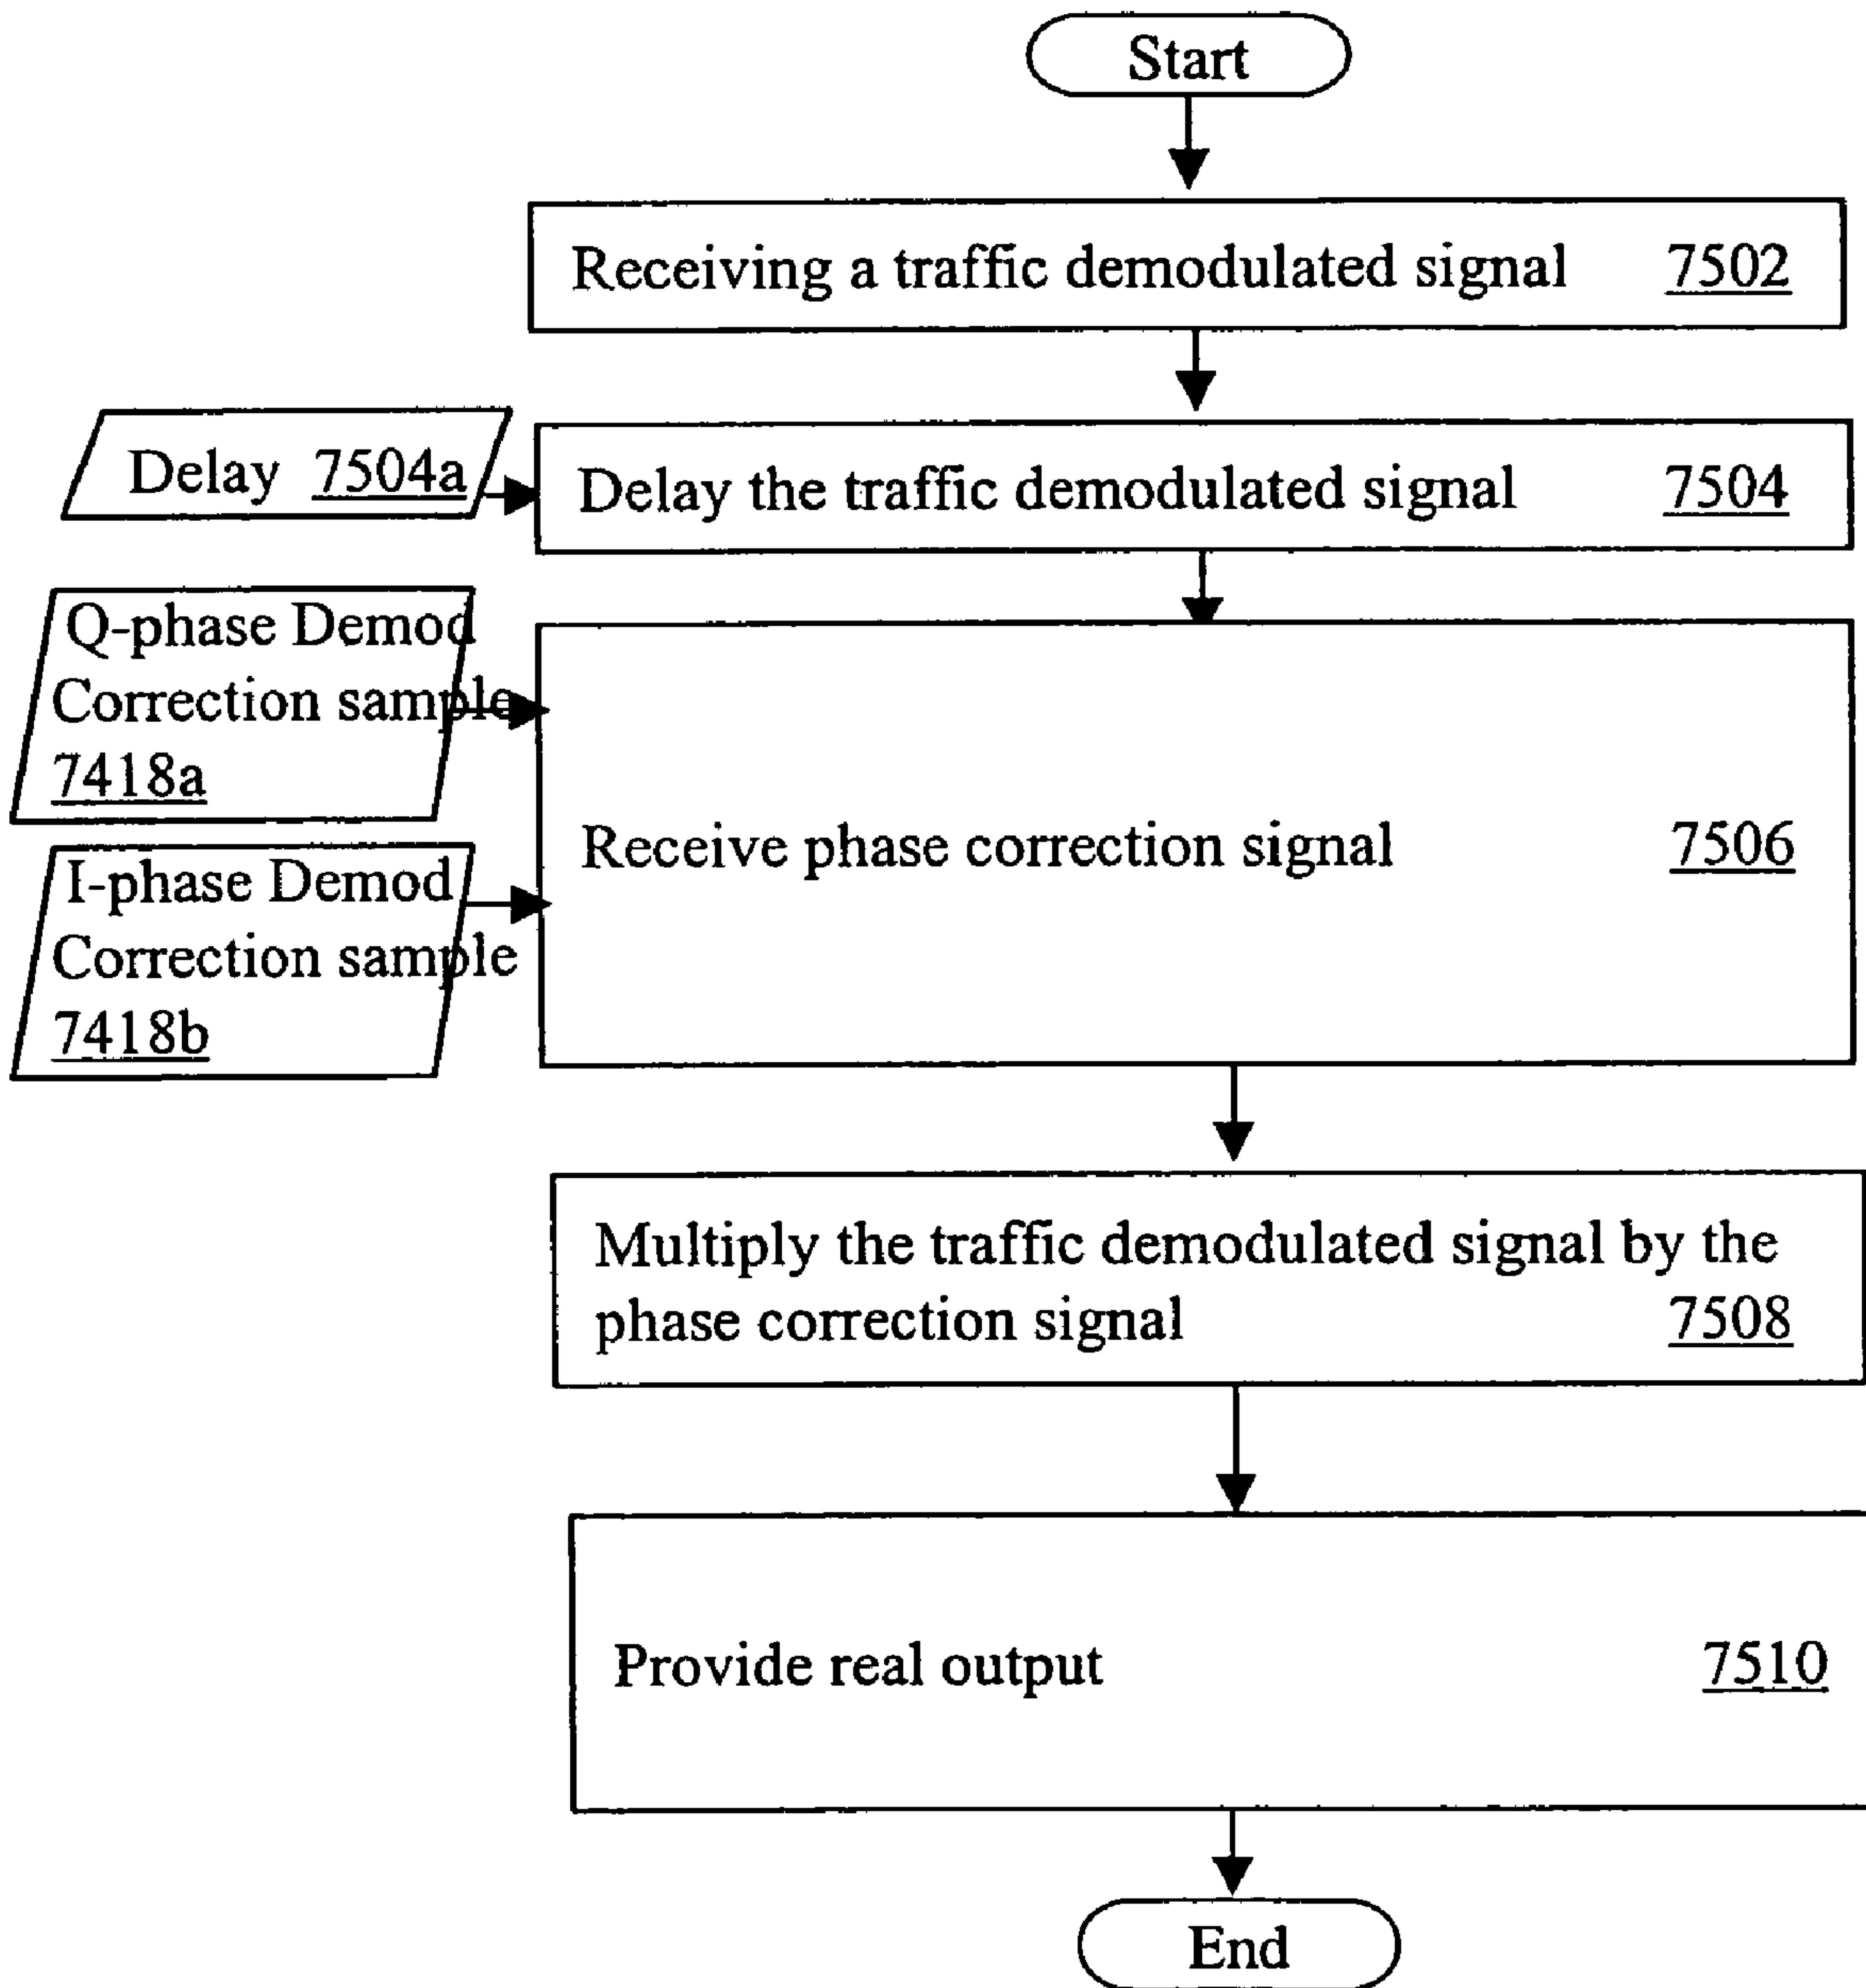 Start
Receiving a traffic demodulated signal 7502
Delay 7504a
Delay the traffic demodulated signal 7504
Q-phase Demod
Correction sample
7418a
Receive phase correction signal 7506
I-phase Demod
Correction sample
7418b
Multiply the traffic demodulated signal by the
phase correction signal 7508
Provide real output 7510
End